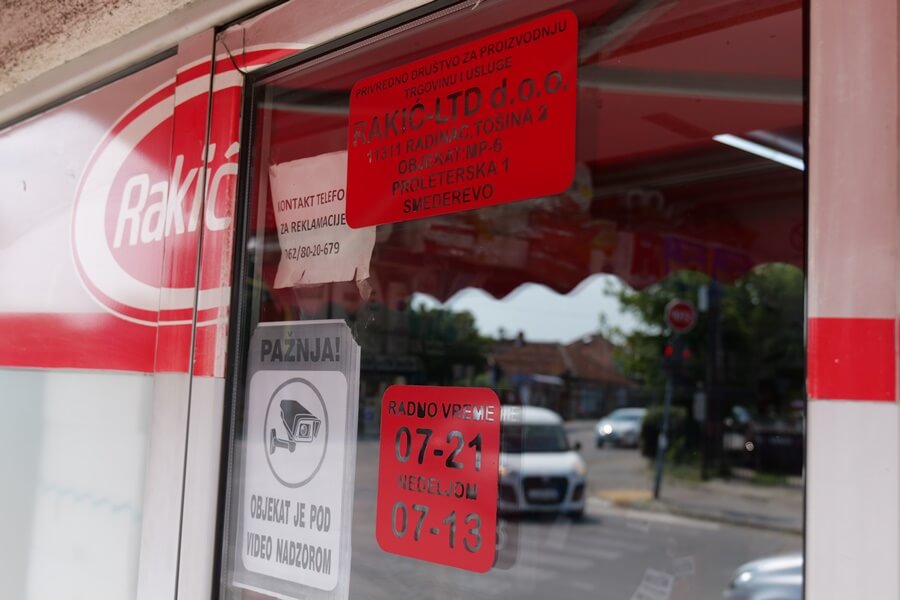 Rakić
PRIVREDNO DRUSTVO ZA PROIZVODNJU
TRGOVINU I USLUGE
RAKIĆ-LTD d.o.o.
11311 RADINAC, TOŠINA 2
OBJEKAT: MP-6
PROLETERSKA 1
SMEDEREVO
KONTAKT TELEFO
ZA REKLAMACIJE
062/80-20-679
PAŽNJA!
OBJEKAT JE POD
VIDEO NADZOROM
RADNO VREME
07-21
NEDELJOM
07-13